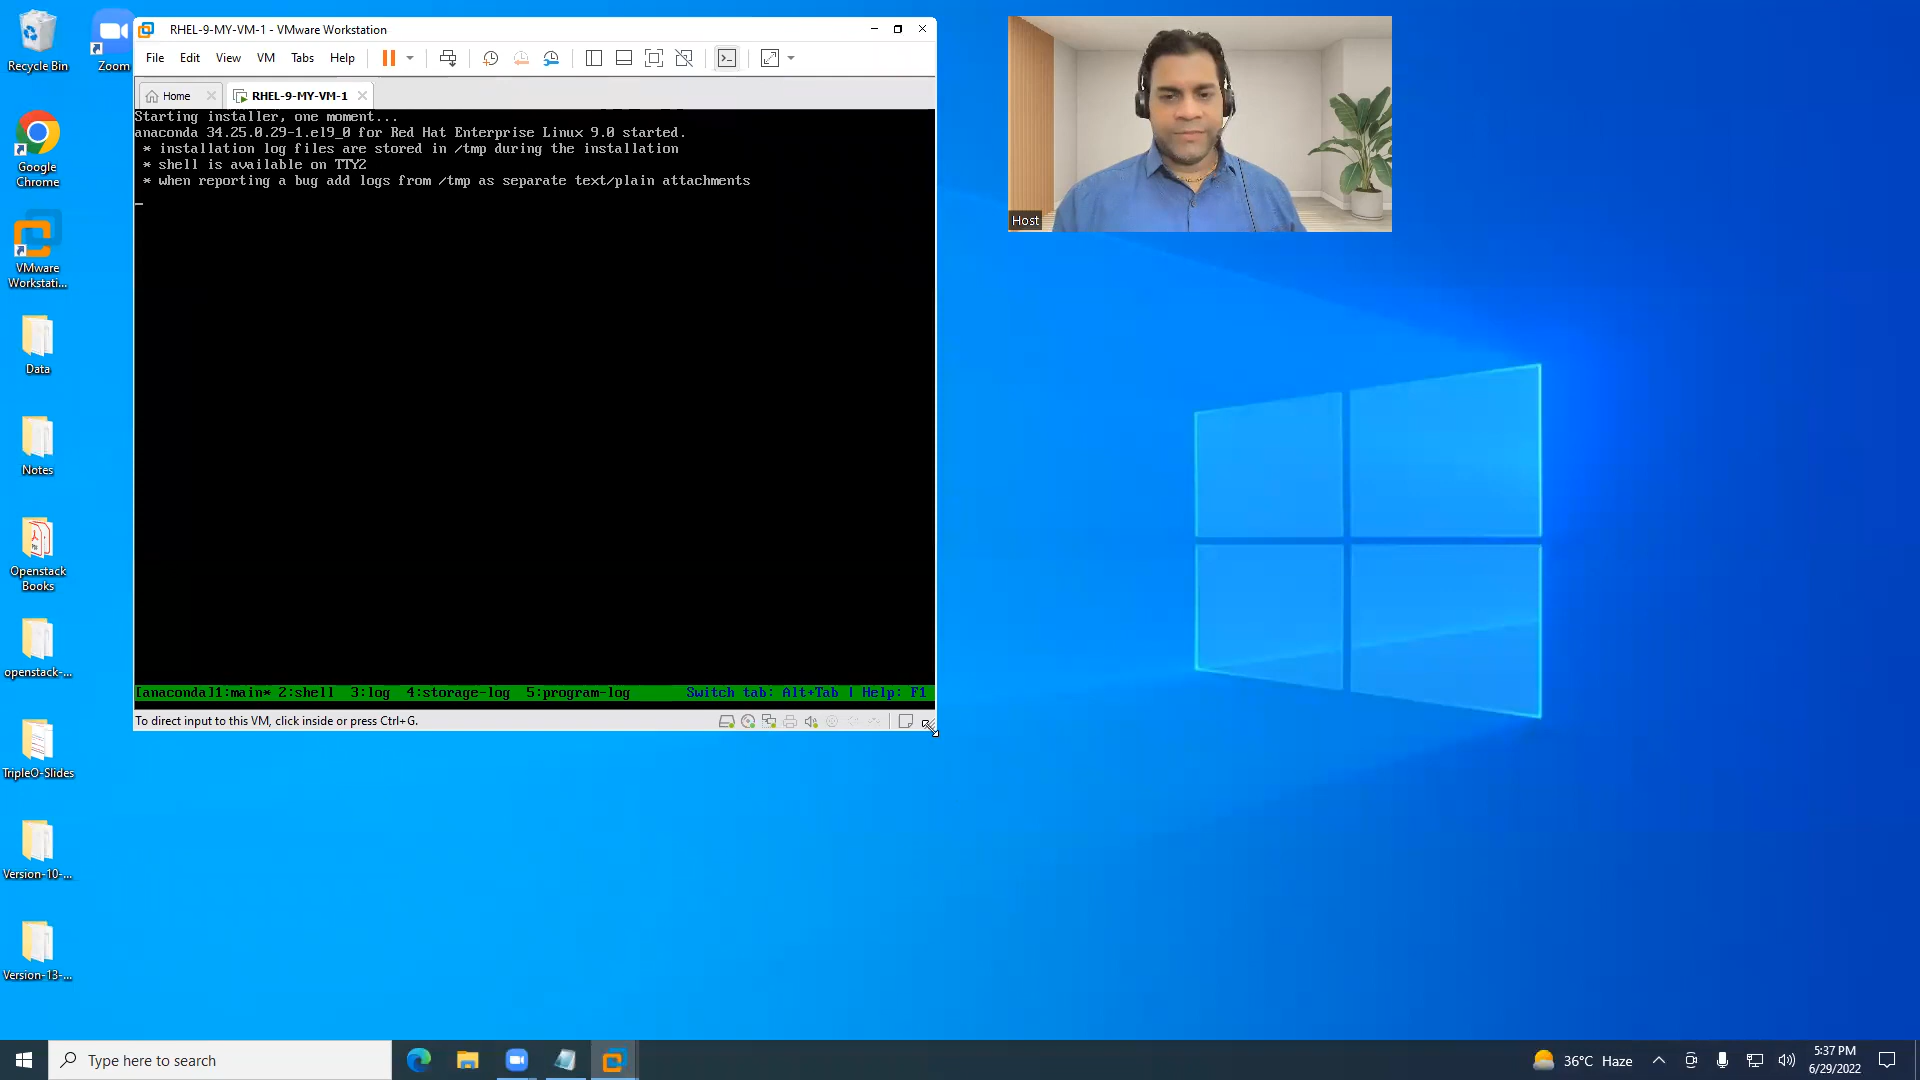 Recycle Bin
Zoom
Google
Chrome
VMware
Workstati...
Data
Notes
Openstack
Books
openstack-...
TripleO-Slides
Version-10-...
Version-13-...
RHEL-9-MY-VM-1 - VMware Workstation
File Edit View VM Tabs Help
Home
RHEL-9-MY-VM-1
Starting installer, one moment...
anaconda 34.25.0.29-1.el9_0 for Red Hat Enterprise Linux 9.0 started.
* installation log files are stored in /tmp during the installation
* shell is available on TTY2
* when reporting a bug add logs from /tmp as separate text/plain attachments
[anaconda]1:main* 2:shell 3:log 4:storage-log 5:program-log Switch tab: Alt+Tab | Help: F1
To direct input to this VM, click inside or press Ctrl+G.
Host
Type here to search
36°C Haze
5:37 PM
6/29/2022